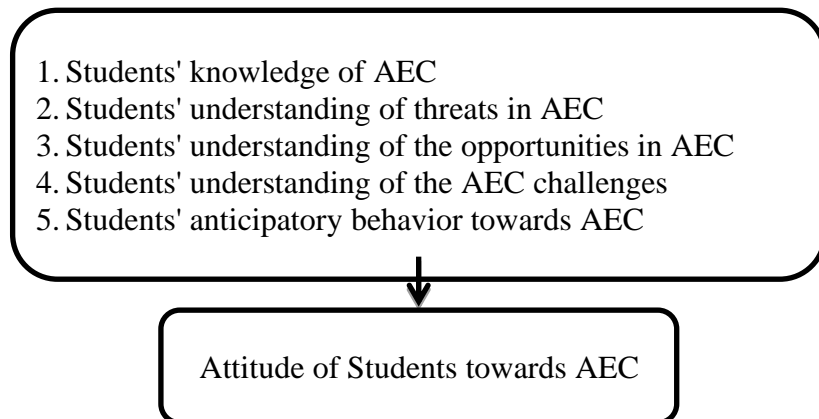 1. Students' knowledge of AEC
2. Students' understanding of threats in AEC
3. Students' understanding of the opportunities in AEC
4. Students' understanding of the AEC challenges
5. Students' anticipatory behavior towards AEC
Attitude of Students towards AEC